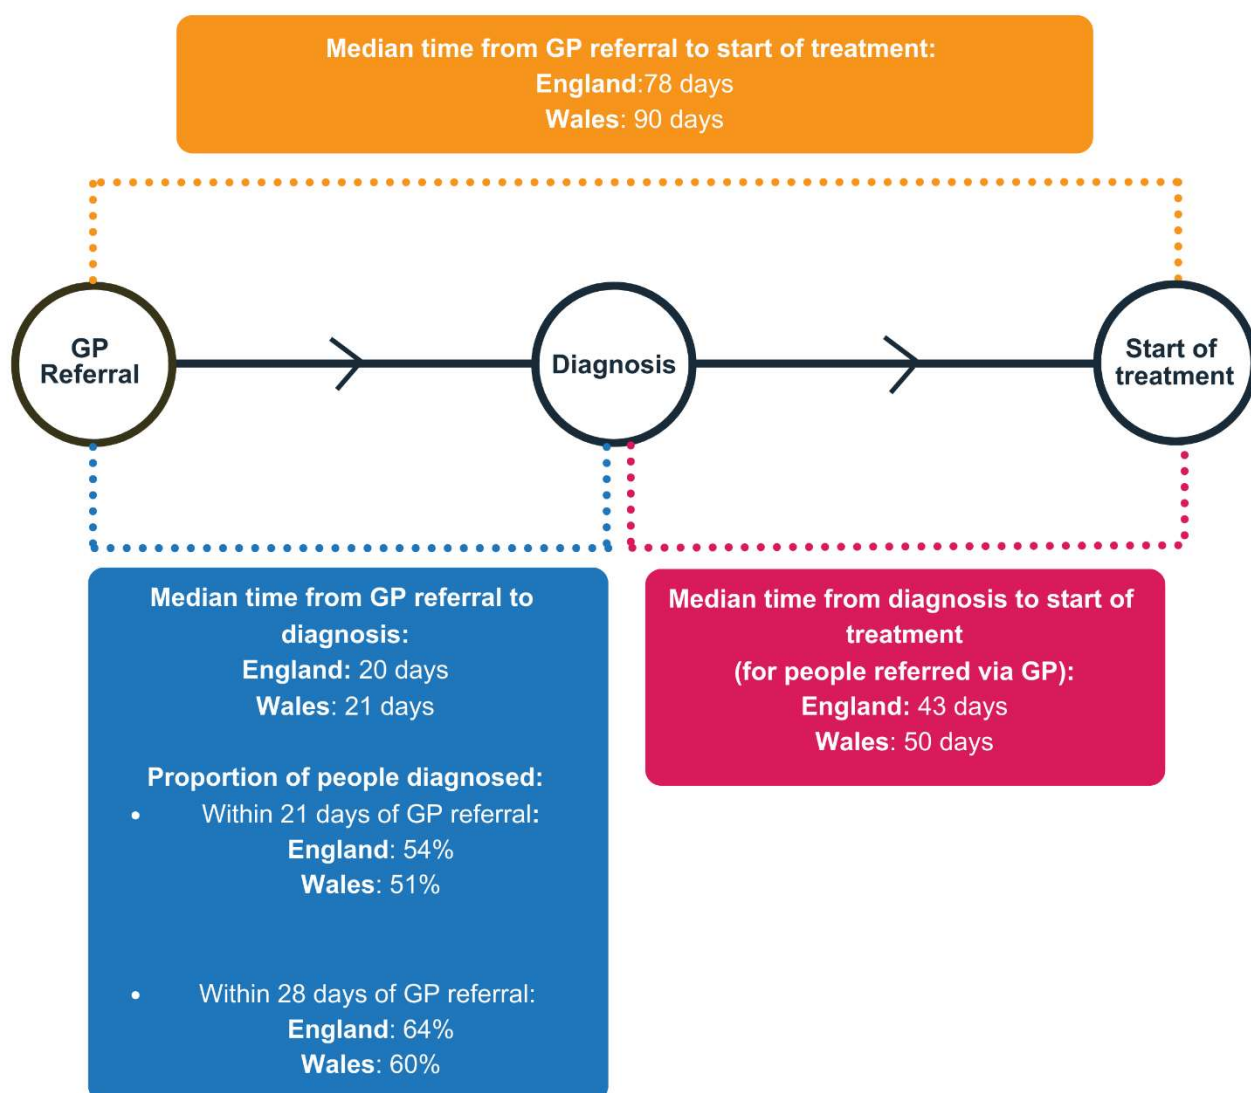 Median time from GP referral to start of treatment:
England:78 days
Wales: 90 days
GP
Referral
Diagnosis
Start of
treatment
Median time from GP referral to
diagnosis:
England: 20 days
Wales: 21 days
Proportion of people diagnosed:
• Within 21 days of GP referral:
England: 54%
Wales: 51%
• Within 28 days of GP referral:
England: 64%
Wales: 60%
Median time from diagnosis to start of
treatment
(for people referred via GP):
England: 43 days
Wales: 50 days